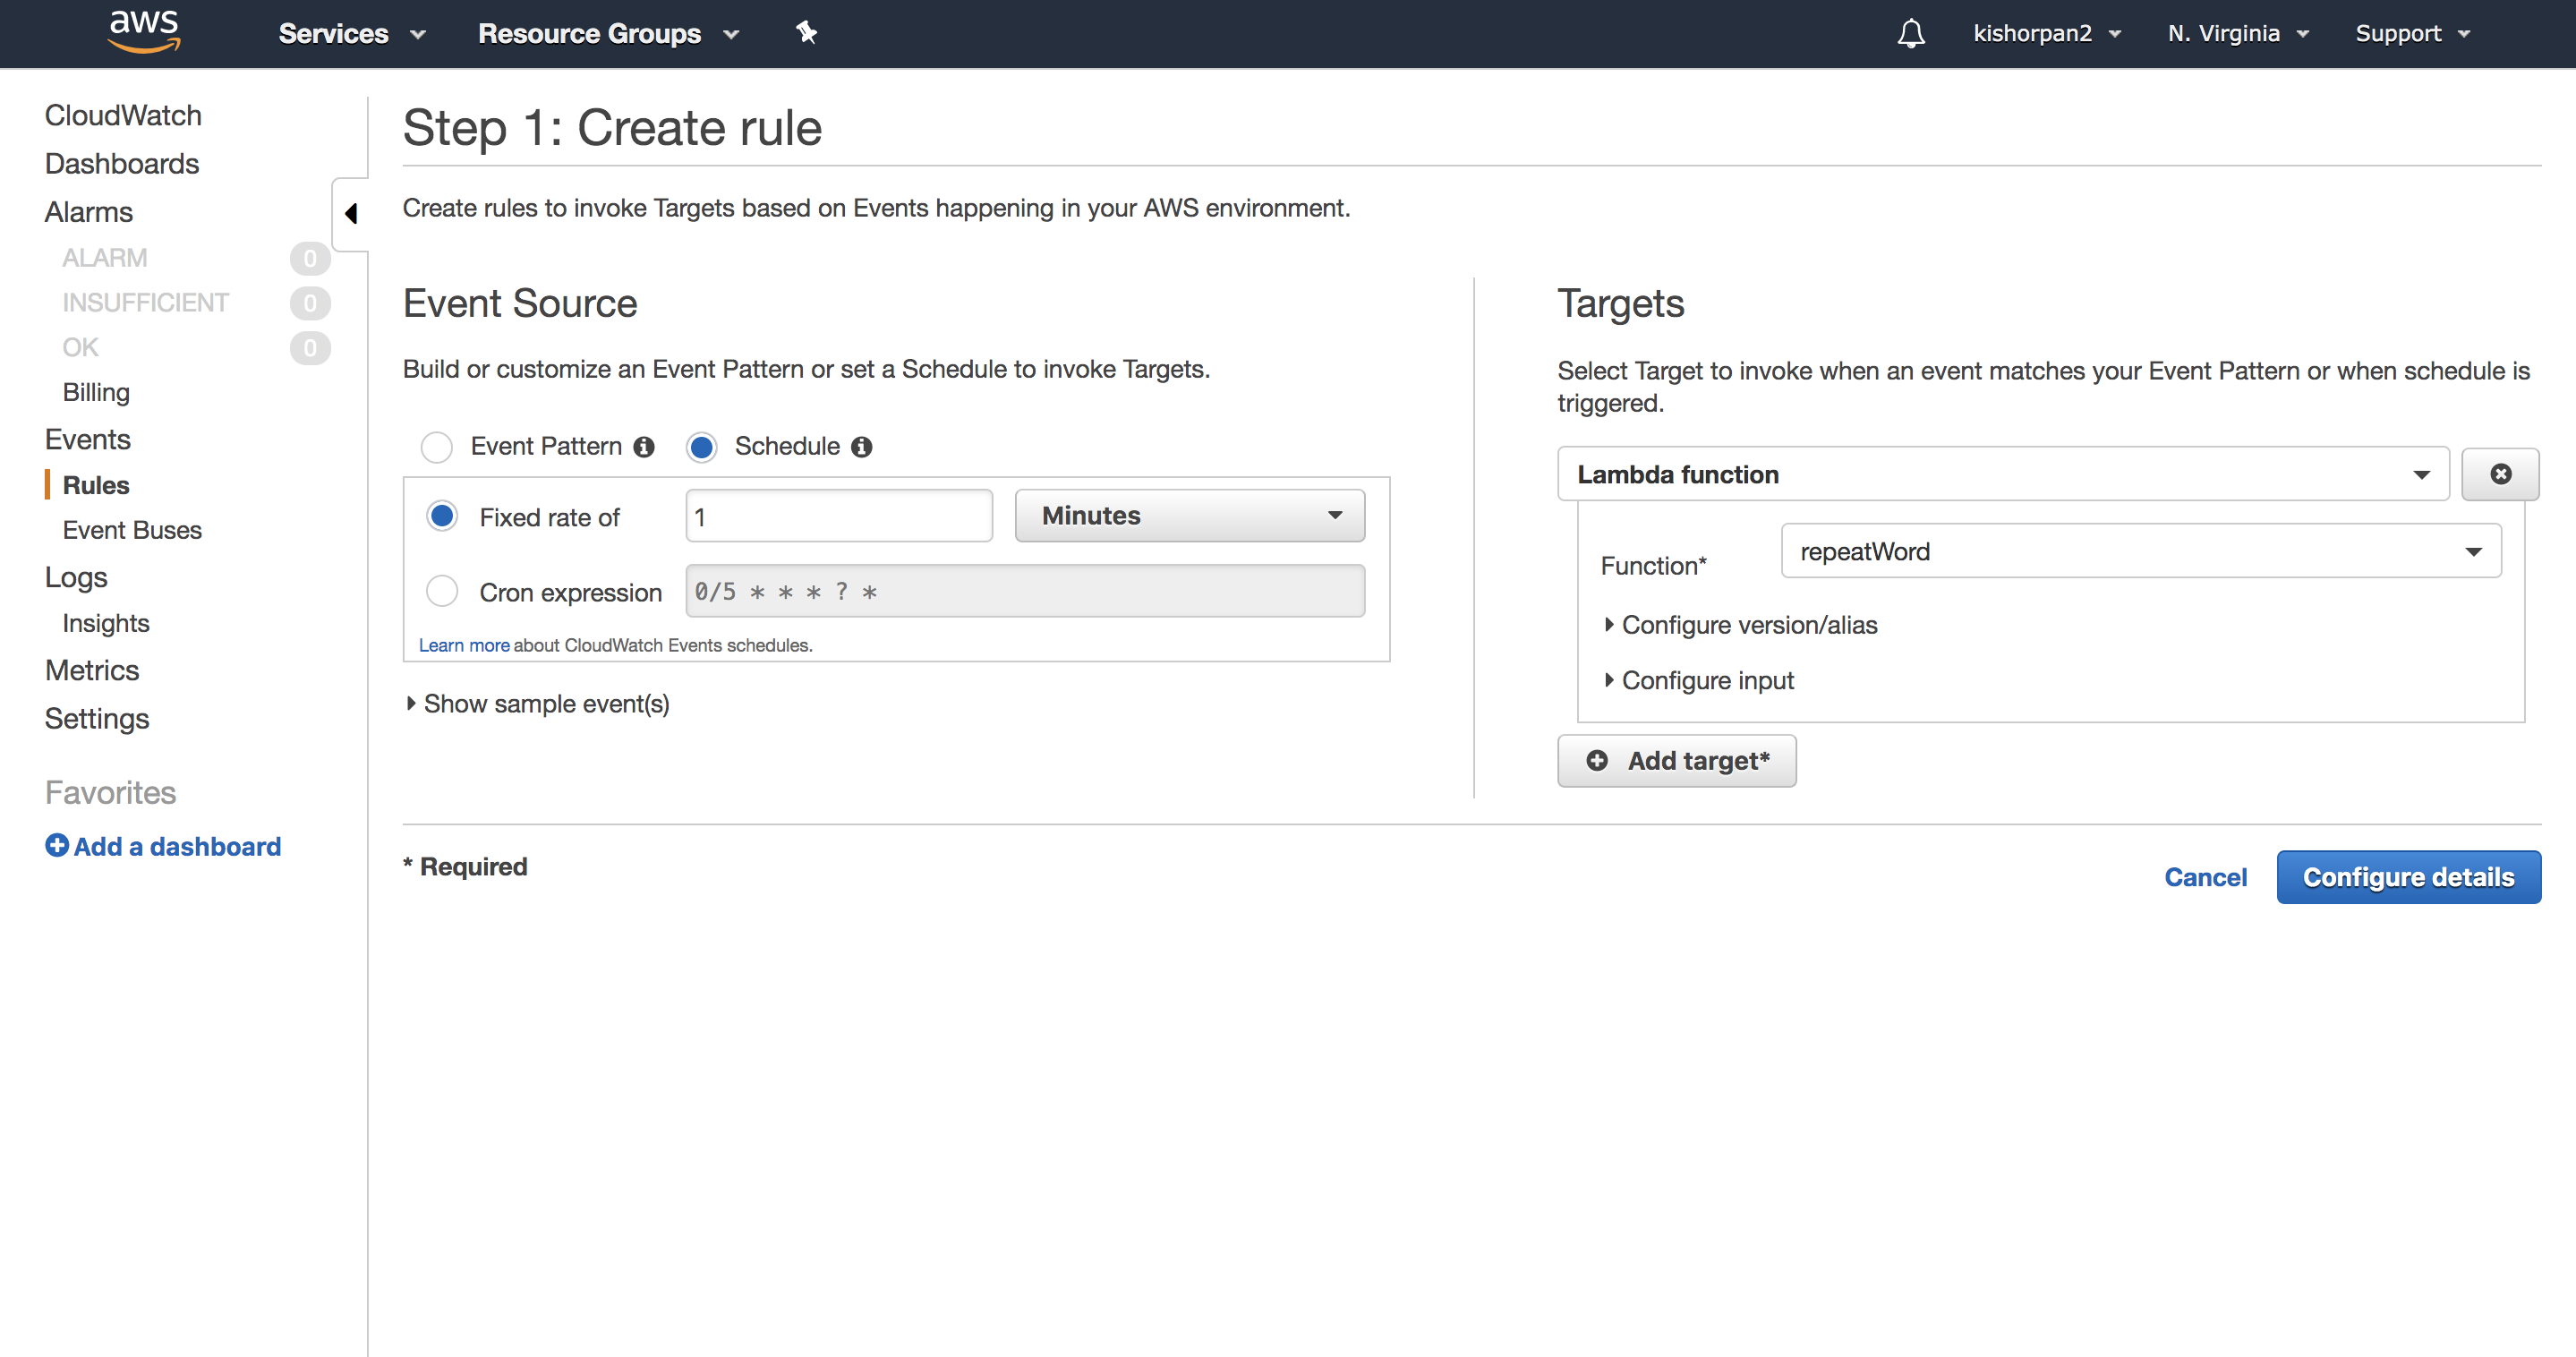 aws Services Resource Groups kishorpan2 N. Virginia Support
CloudWatch
Dashboards
Alarms
ALARM 0
INSUFFICIENT 0
OK 0
Billing
Events
Rules
Event Buses
Logs
Insights
Metrics
Settings
Favorites
Add a dashboard
Step 1: Create rule
Create rules to invoke Targets based on Events happening in your AWS environment.
Event Source
Build or customize an Event Pattern or set a Schedule to invoke Targets.
Event Pattern Schedule
Fixed rate of 1 Minutes
Cron expression 0/5 * * * ? *
Learn more about CloudWatch Events schedules.
Show sample event(s)
Targets
Select Target to invoke when an event matches your Event Pattern or when schedule is
triggered.
Lambda function
Function* repeatWord
Configure version/alias
Configure input
Add target*
* Required
Cancel Configure details